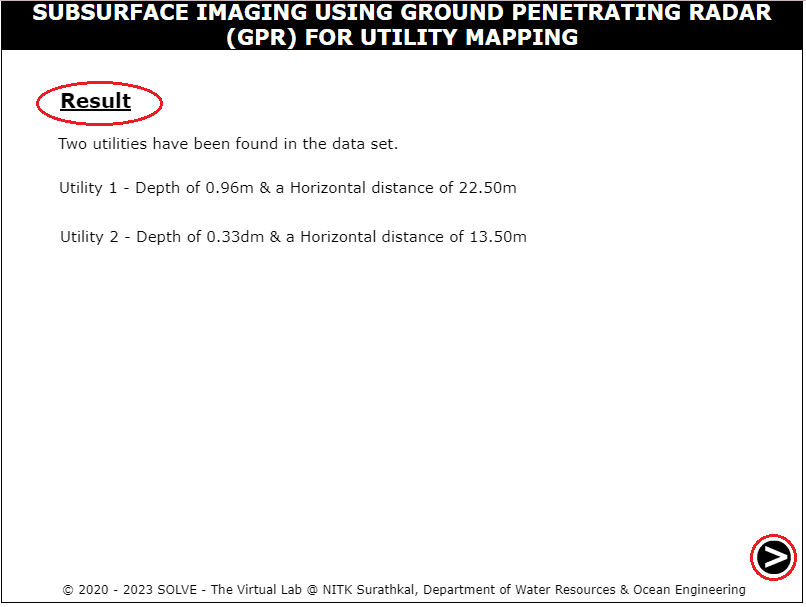 SUBSURFACE IMAGING USING GROUND PENETRATING RADAR
(GPR) FOR UTILITY MAPPING
Result
Two utilities have been found in the data set.
Utility 1 - Depth of 0.96m & a Horizontal distance of 22.50m
Utility 2 - Depth of 0.33dm & a Horizontal distance of 13.50m
>
© 2020 - 2023 SOLVE - The Virtual Lab @ NITK Surathkal, Department of Water Resources & Ocean Engineering